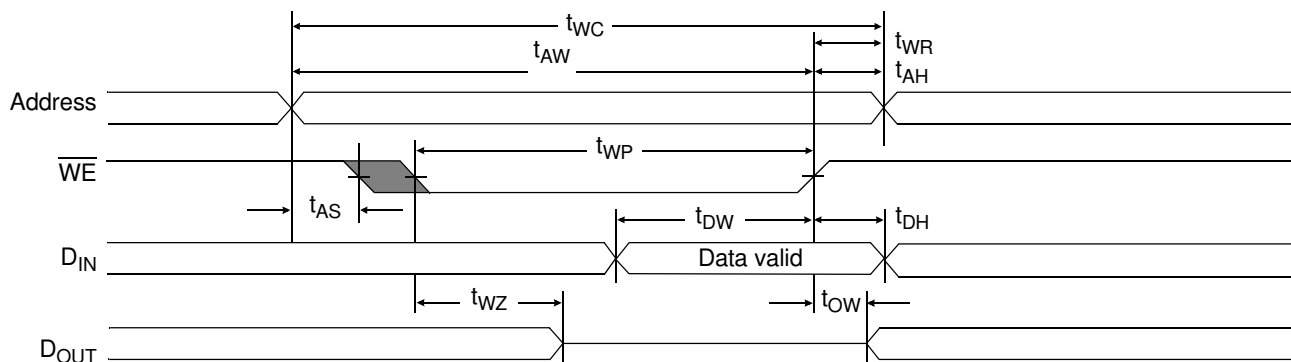 tWC
tWR
tAW
tAH
Address
tWP
WE
tAS
tDW
tDH
DIN
Data valid
tWZ
tOW
DOUT